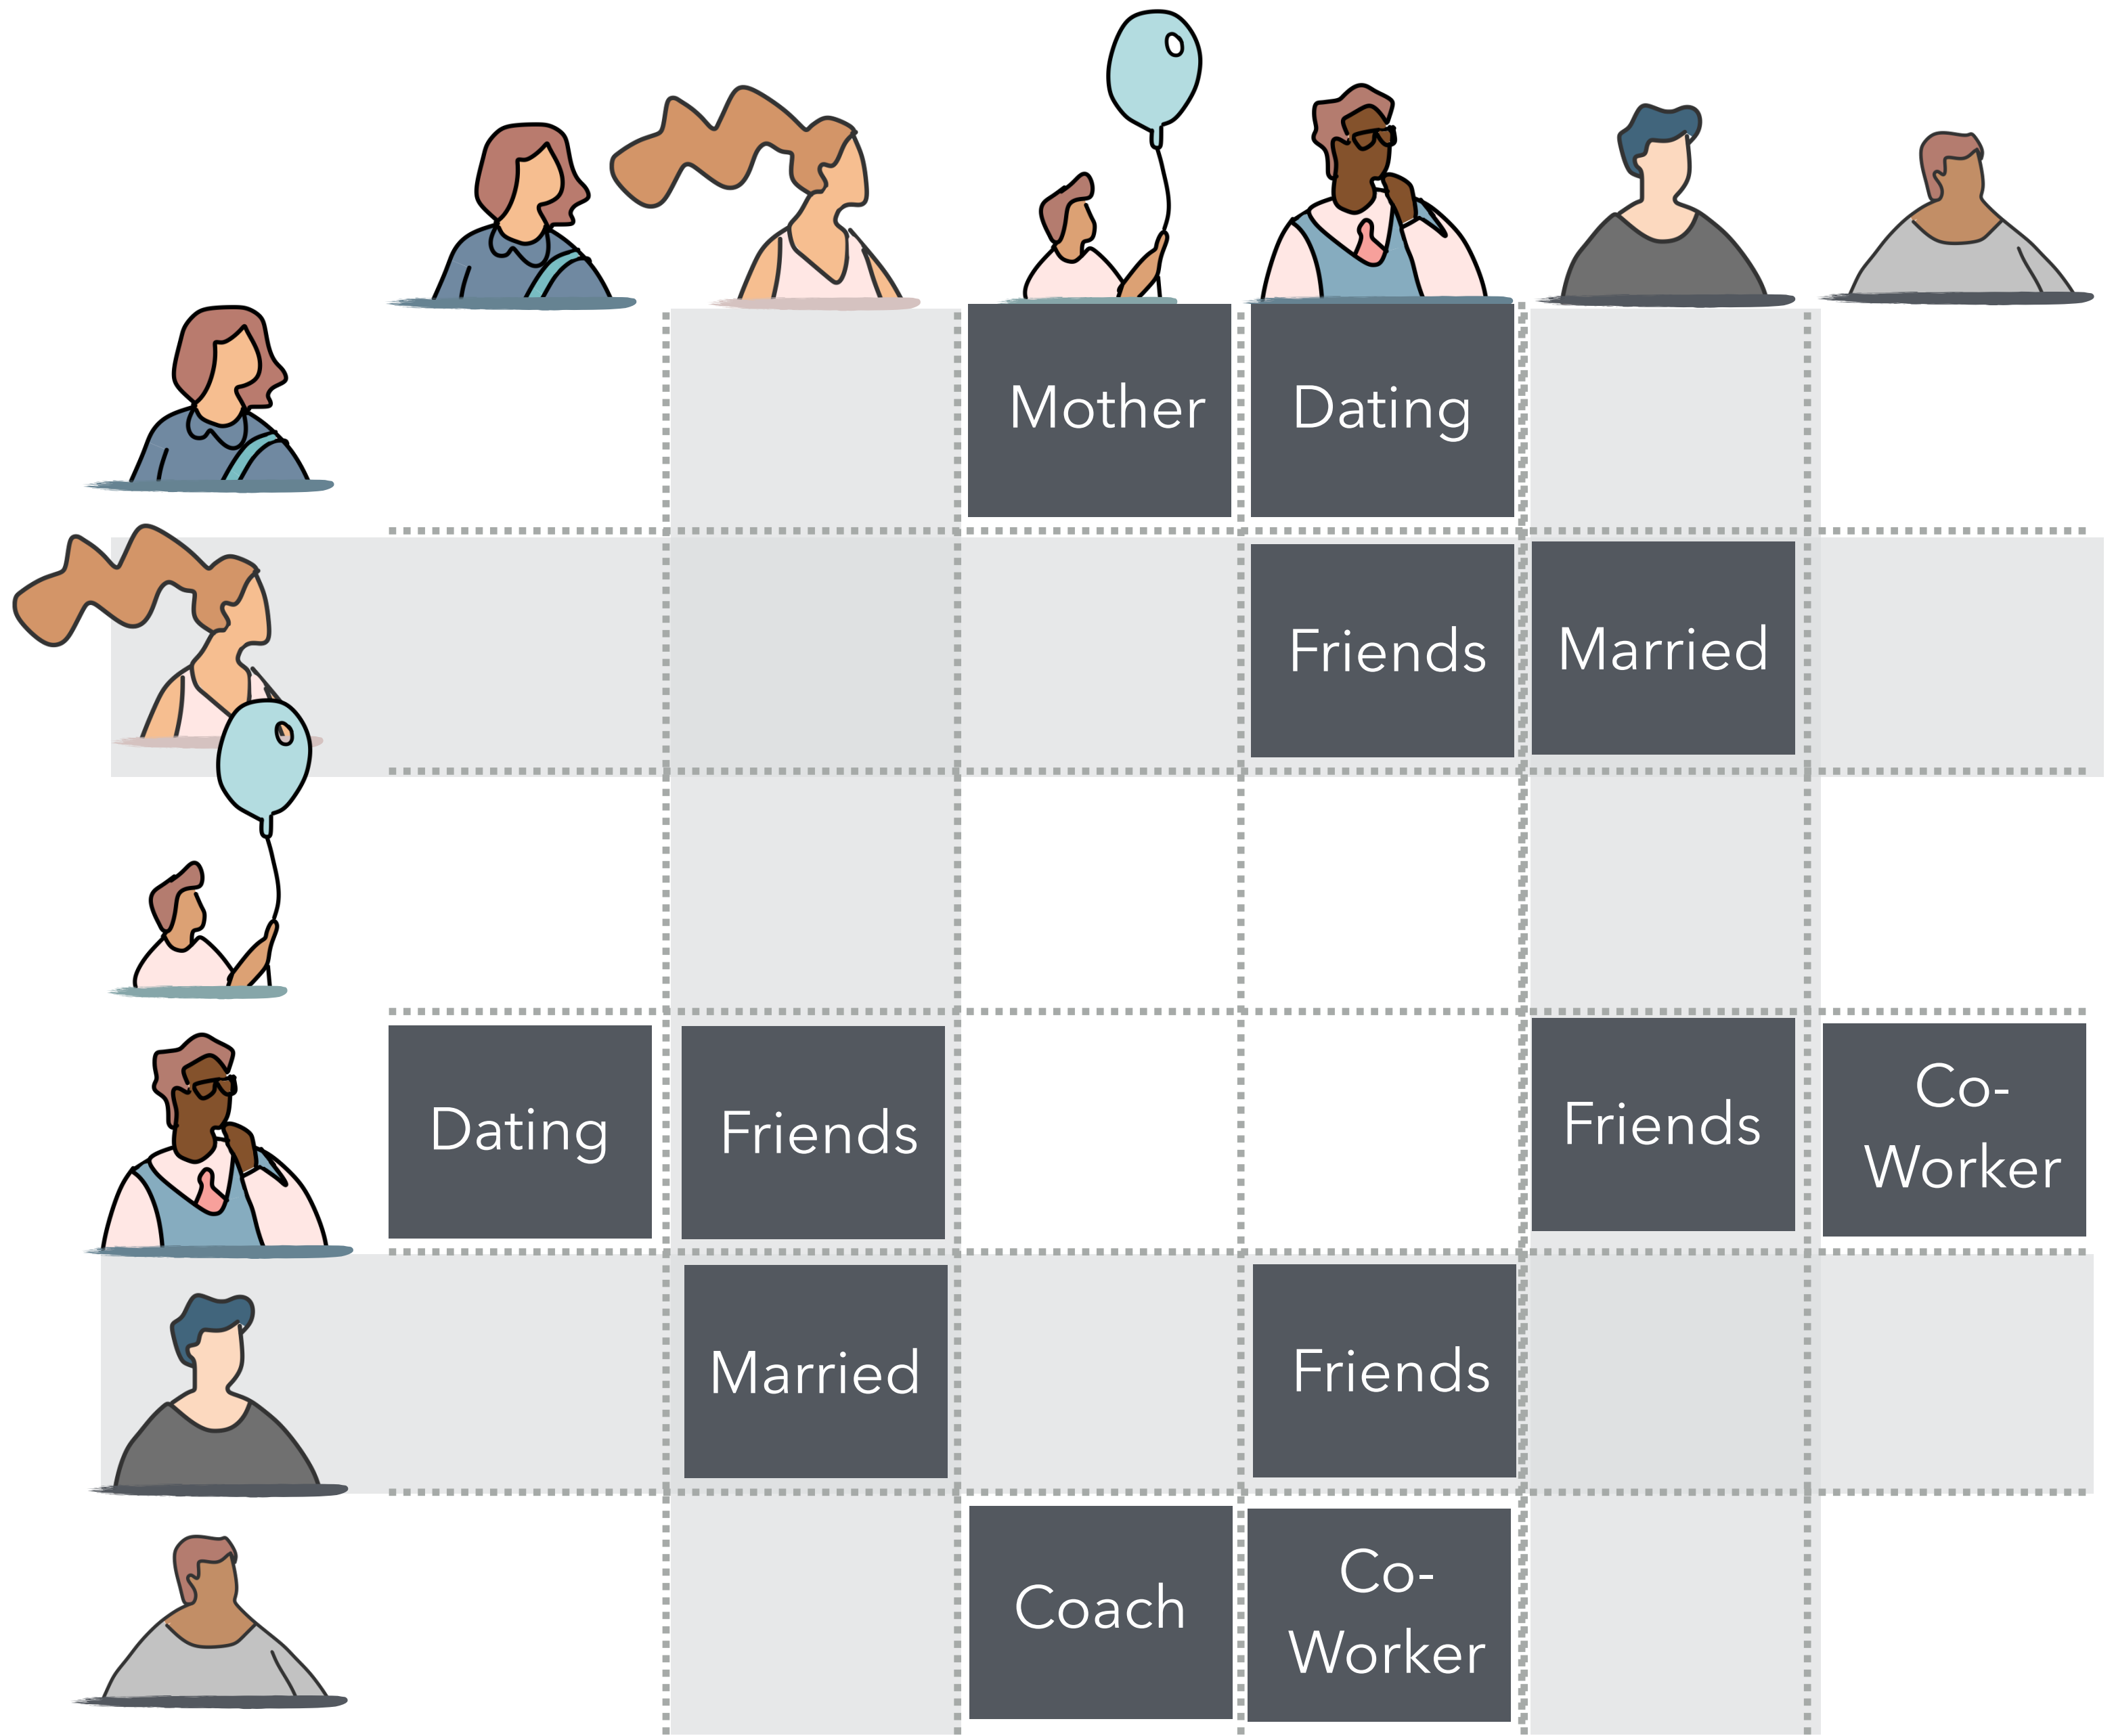 Mother
Dating
Friends
Married
Dating
Friends
Friends
Co-
Worker
Married
Friends
Coach
Co-
Worker